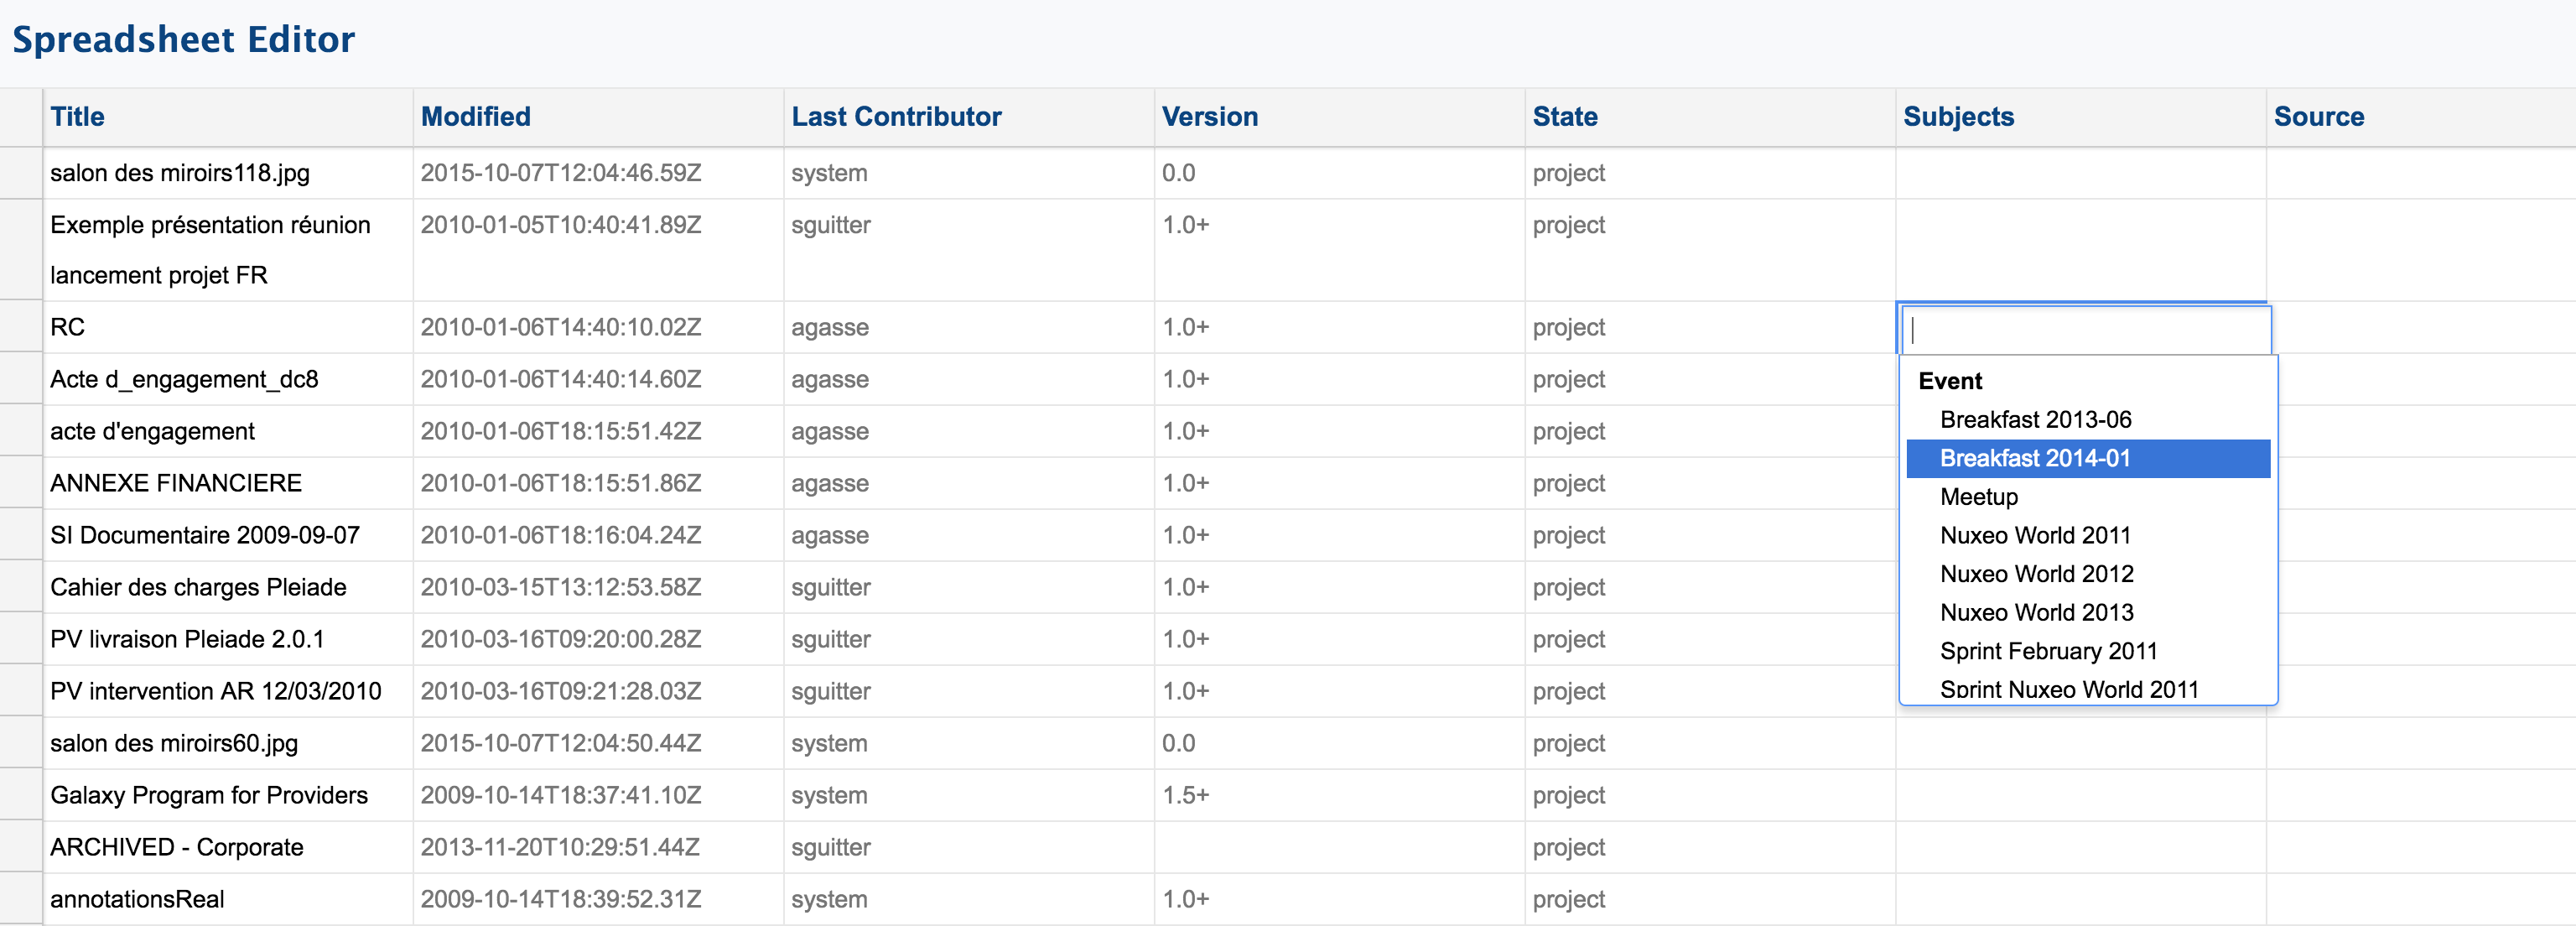 Spreadsheet Editor
Title Modified Last Contributor Version State Subjects Source
salon des miroirs118.jpg 2015-10-07T12:04:46.59Z system 0.0 project
Exemple présentation réunion 2010-01-05T10:40:41.89Z sguitter 1.0+ project
lancement projet FR
RC 2010-01-06T14:40:10.02Z agasse 1.0+ project
Acte d_engagement_dc8 2010-01-06T14:40:14.60Z agasse 1.0+ project
acte d'engagement 2010-01-06T18:15:51.42Z agasse 1.0+ project
ANNEXE FINANCIERE 2010-01-06T18:15:51.86Z agasse 1.0+ project
SI Documentaire 2009-09-07 2010-01-06T18:16:04.24Z agasse 1.0+ project
Cahier des charges Pleiade 2010-03-15T13:12:53.58Z sguitter 1.0+ project
PV livraison Pleiade 2.0.1 2010-03-16T09:20:00.28Z sguitter 1.0+ project
PV intervention AR 12/03/2010 2010-03-16T09:21:28.03Z sguitter 1.0+ project
salon des miroirs60.jpg 2015-10-07T12:04:50.44Z system 0.0 project
Galaxy Program for Providers 2009-10-14T18:37:41.10Z system 1.5+ project
ARCHIVED - Corporate 2013-11-20T10:29:51.44Z sguitter project
annotationsReal 2009-10-14T18:39:52.31Z system 1.0+ project
Event
Breakfast 2013-06
Breakfast 2014-01
Meetup
Nuxeo World 2011
Nuxeo World 2012
Nuxeo World 2013
Sprint February 2011
Sprint Nuxeo World 2011